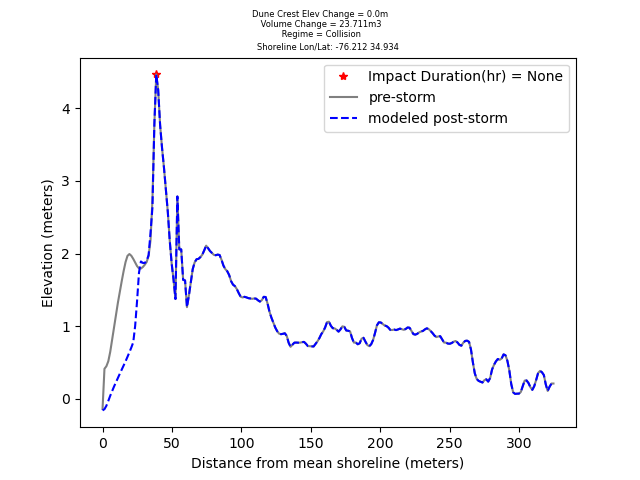 Dune Crest Elev Change = 0.0m
Volume Change = 23.711m3
Regime = Collision
Shoreline Lon/Lat: -76.212 34.934
Impact Duration(hr) = None
pre-storm
modeled post-storm
Elevation (meters)
4
3
2
1
0
0 50 100 150 200 250 300
Distance from mean shoreline (meters)